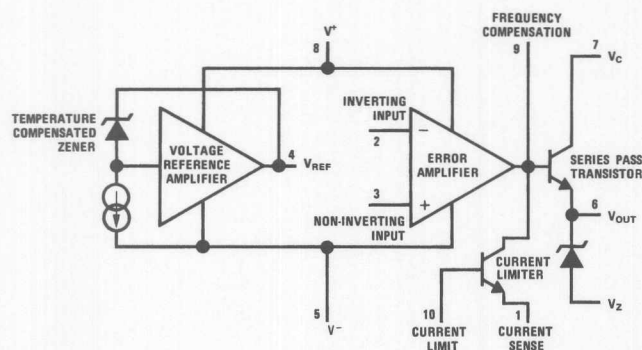 FREQUENCY
COMPENSATION
V+
8
9
7
VC
TEMPERATURE
COMPENSATED
ZENER
VOLTAGE
REFERENCE
AMPLIFIER
4
VREF
INVERTING
INPUT
2
−
ERROR
AMPLIFIER
3
+
NON-INVERTING
INPUT
SERIES PASS
TRANSISTOR
6
VOUT
CURRENT
LIMITER
VZ
5
V−
10
CURRENT
LIMIT
1
CURRENT
SENSE